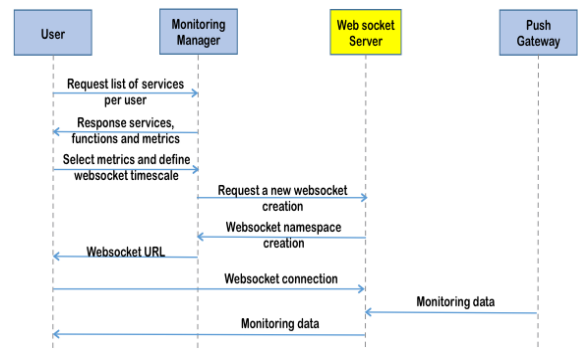 User
Monitoring
Manager
Web socket
Server
Push
Gateway
Request list of services
per user
Response services,
functions and metrics
Select metrics and define
websocket timescale
Request a new websocket
creation
Websocket namespace
creation
Websocket URL
Websocket connection
Monitoring data
Monitoring data